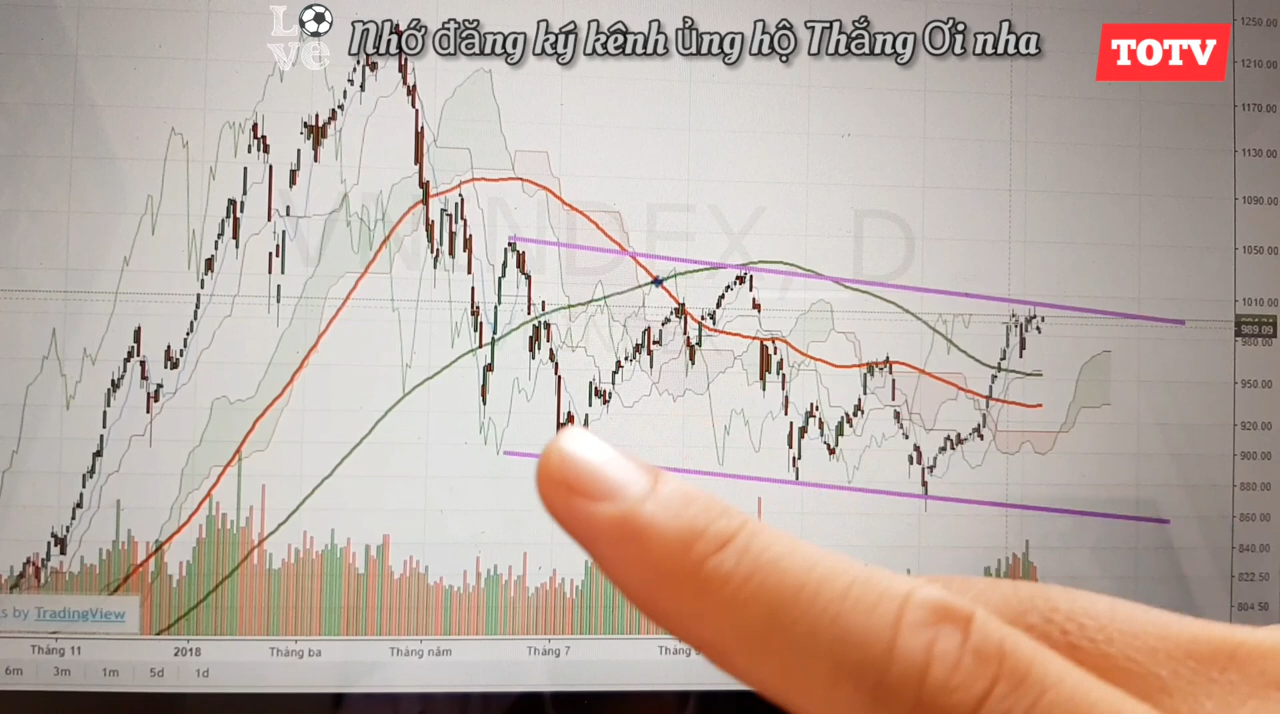 Love
Nhớ đăng ký kênh ủng hộ Thắng Ơi nha
TOTV
VNINDEX, D
1250.00
1210.00
1170.00
1130.00
1090.00
1050.00
1010.00
989.09
980.00
950.00
920.00
900.00
880.00
860.00
840.00
822.50
804.50
s by TradingView
Tháng 11 2018 Tháng ba Tháng năm Tháng 7
6m 3m 1m 5d 1d